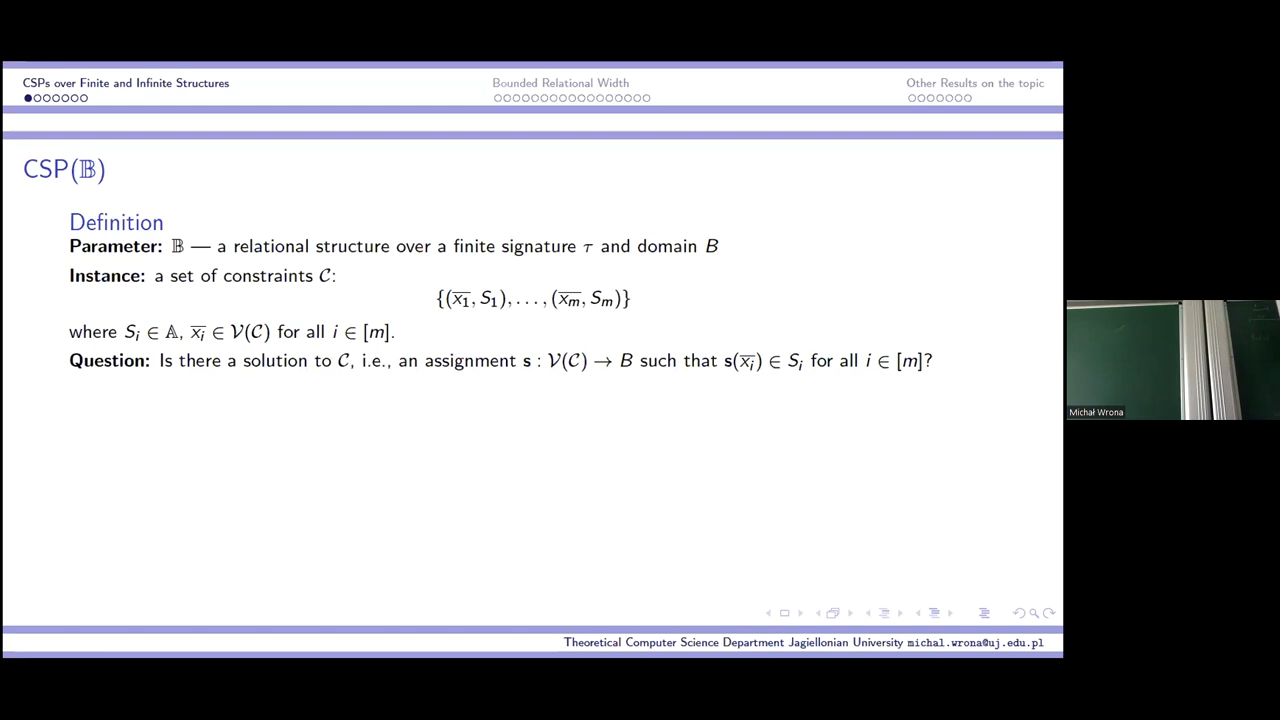 CSPs over Finite and Infinite Structures
Bounded Relational Width
Other Results on the topic
CSP(𝔹)
Definition
Parameter: 𝔹 — a relational structure over a finite signature τ and domain B
Instance: a set of constraints 𝒞:
{(x̅₁, S₁), . . . , (x̅ₘ, Sₘ)}
where Sᵢ ∈ 𝔸, x̅ᵢ ∈ 𝒱(𝒞) for all i ∈ [m].
Question: Is there a solution to 𝒞, i.e., an assignment s : 𝒱(𝒞) → B such that s(x̅ᵢ) ∈ Sᵢ for all i ∈ [m]?
Michał Wrona
Theoretical Computer Science Department Jagiellonian University michal.wrona@uj.edu.pl